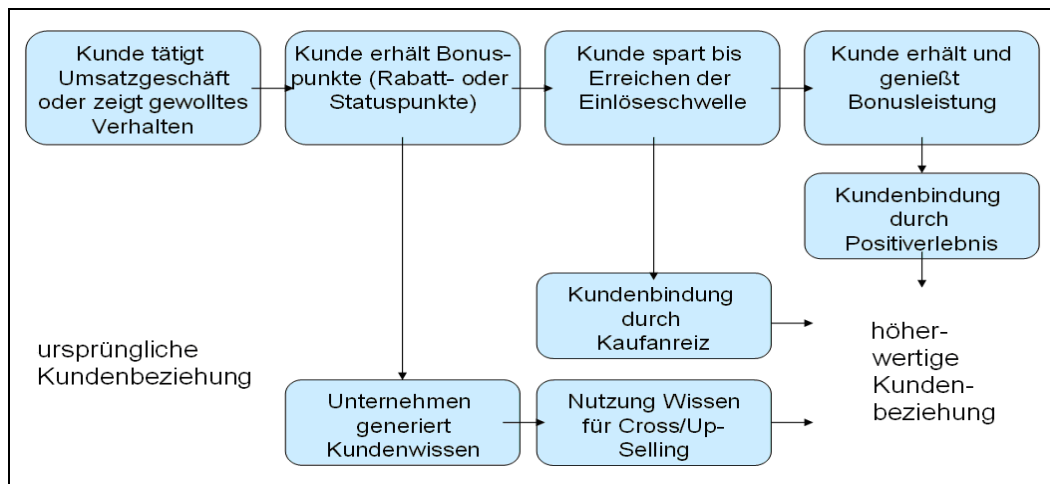 Kunde tätigt
Umsatzgeschäft
oder zeigt gewolltes
Verhalten
Kunde erhält Bonus-
punkte (Rabatt- oder
Statuspunkte)
Kunde spart bis
Erreichen der
Einlöseschwelle
Kunde erhält und
genießt
Bonusleistung
Kundenbindung
durch
Positiverlebnis
Kundenbindung
durch
Kaufanreiz
ursprüngliche
Kundenbeziehung
höher-
wertige
Kunden-
beziehung
Unternehmen
generiert
Kundenwissen
Nutzung Wissen
für Cross/Up-
Selling